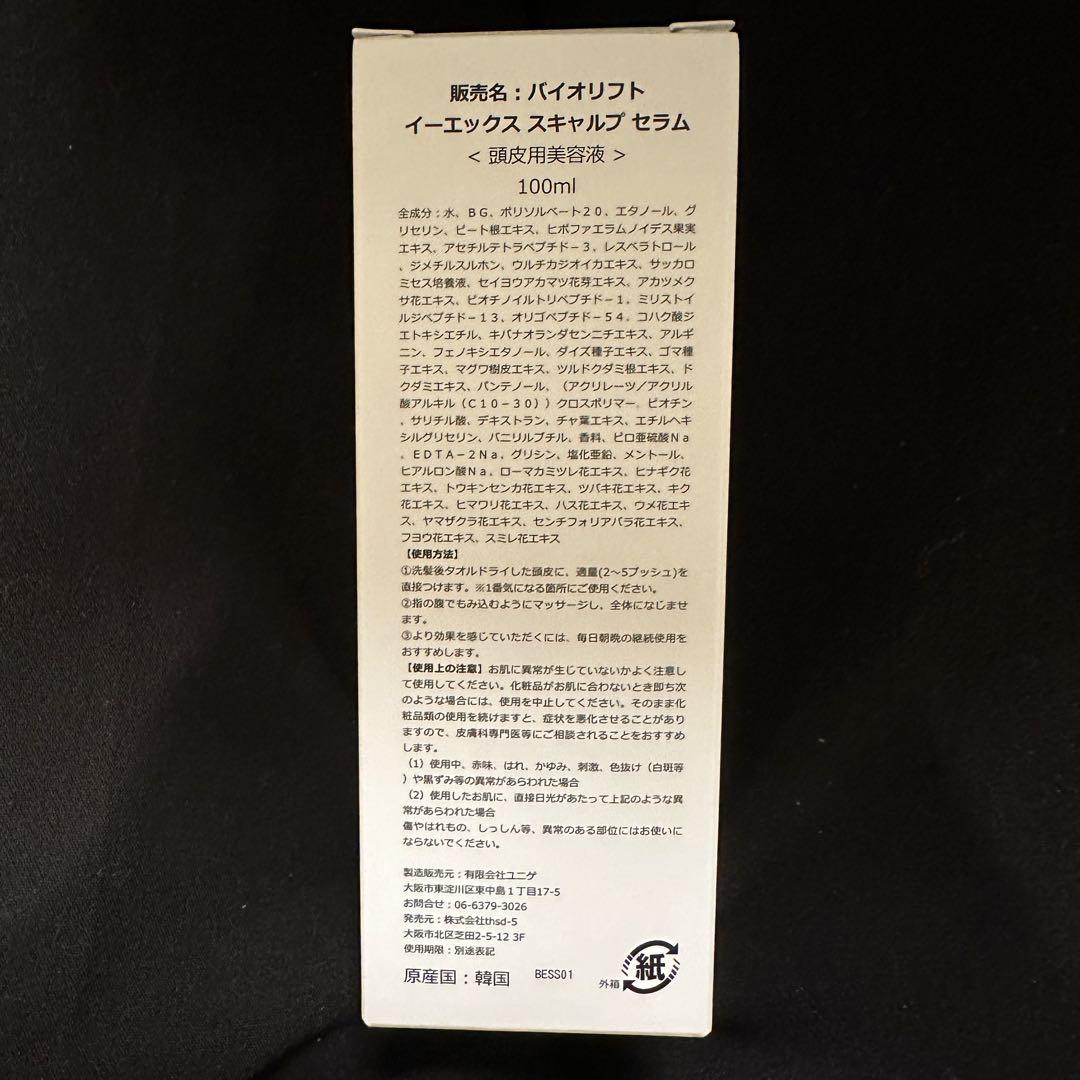 販売名：バイオリフト
イーエックス スキャルプ セラム
< 頭皮用美容液 >
100ml
全成分：水、ＢＧ、ポリソルベート２０、エタノール、グ
リセリン、ビート根エキス、ヒポファエラムノイデス果実
エキス、アセチルテトラペプチド－３、レスベラトロール
、ジメチルスルホン、ウルチカジオイカエキス、サッカロ
ミセス培養液、セイヨウアカマツ花芽エキス、アカツメク
サ花エキス、ビオチノイルトリペプチド－１、ミリストイ
ルジペプチド－１３、オリゴペプチド－５４、コハク酸ジ
エトキシエチル、キバナオランダセンニチエキス、アルギ
ニン、フェノキシエタノール、ダイズ種子エキス、ゴマ種
子エキス、マグワ樹皮エキス、ツルドクダミ根エキス、ド
クダミエキス、パンテノール、（アクリレーツ／アクリル
酸アルキル（Ｃ１０－３０））クロスポリマー、ビオチン
、サリチル酸、デキストラン、チャ葉エキス、エチルヘキ
シルグリセリン、バニリルブチル、香料、ピロ亜硫酸Ｎａ
、ＥＤＴＡ－２Ｎａ、グリシン、塩化亜鉛、メントール、
ヒアルロン酸Ｎａ、ローマカミツレ花エキス、ヒナギク花
エキス、トウキンセンカ花エキス、ツバキ花エキス、キク
花エキス、ヒマワリ花エキス、ハス花エキス、ウメ花エキ
ス、ヤマザクラ花エキス、センチフォリアバラ花エキス、
フヨウ花エキス、スミレ花エキス
【使用方法】
①洗髪後タオルドライした頭皮に、適量(2～5プッシュ)を
直接つけます。※1番気になる箇所にご使用ください。
②指の腹でもみ込むようにマッサージし、全体になじませ
ます。
③より効果を感じていただくには、毎日朝晩の継続使用を
おすすめします。
【使用上の注意】お肌に異常が生じていないかよく注意し
て使用してください。化粧品がお肌に合わないとき即ち次
のような場合には、使用を中止してください。そのまま化
粧品類の使用を続けますと、症状を悪化させることがあり
ますので、皮膚科専門医等にご相談されることをおすすめ
します。
（1）使用中、赤味、はれ、かゆみ、刺激、色抜け（白斑等
）や黒ずみ等の異常があらわれた場合
（2）使用したお肌に、直接日光があたって上記のような異
常があらわれた場合
傷やはれもの、しっしん等、異常のある部位にはお使いに
ならないでください。
製造販売元：有限会社ユニゲ
大阪市東淀川区東中島１丁目17-5
お問合せ：06-6379-3026
発売元：株式会社thsd-5
大阪市北区芝田2-5-12 3F
使用期限：別途表記
原産国：韓国
BESS01
外箱
紙